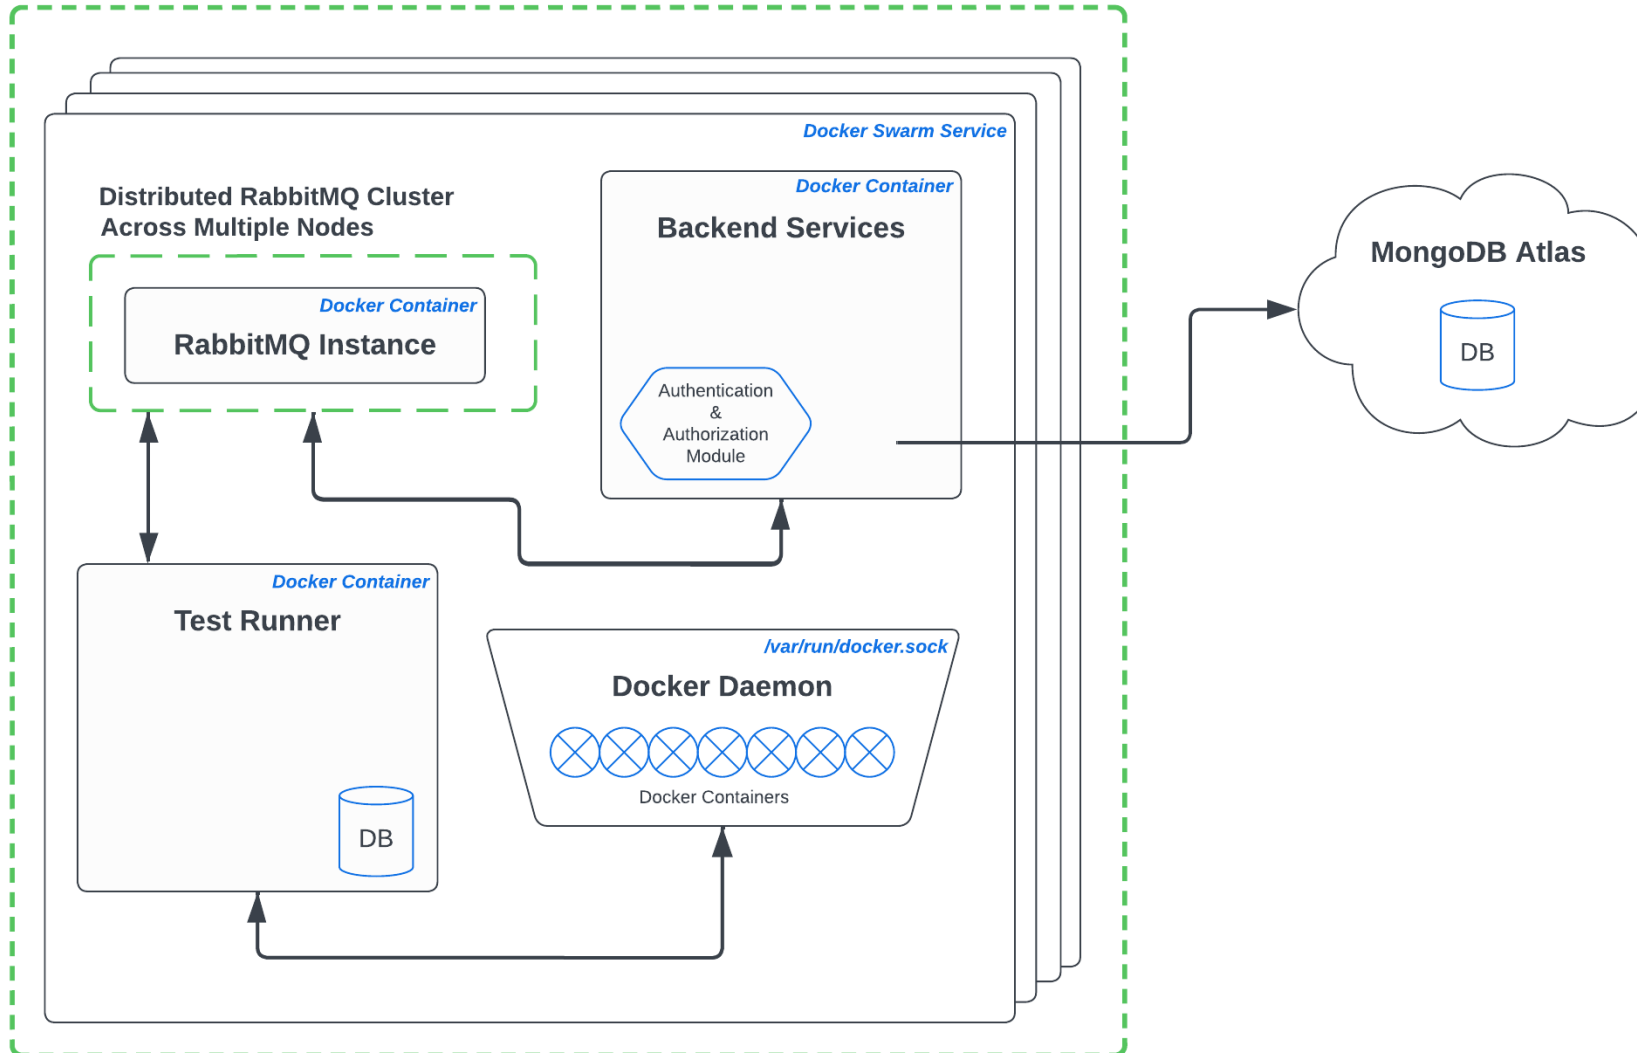 Docker Swarm Service
Distributed RabbitMQ Cluster
Across Multiple Nodes
Docker Container
RabbitMQ Instance
Docker Container
Backend Services
Authentication
&
Authorization
Module
MongoDB Atlas
DB
Docker Container
Test Runner
DB
/var/run/docker.sock
Docker Daemon
Docker Containers